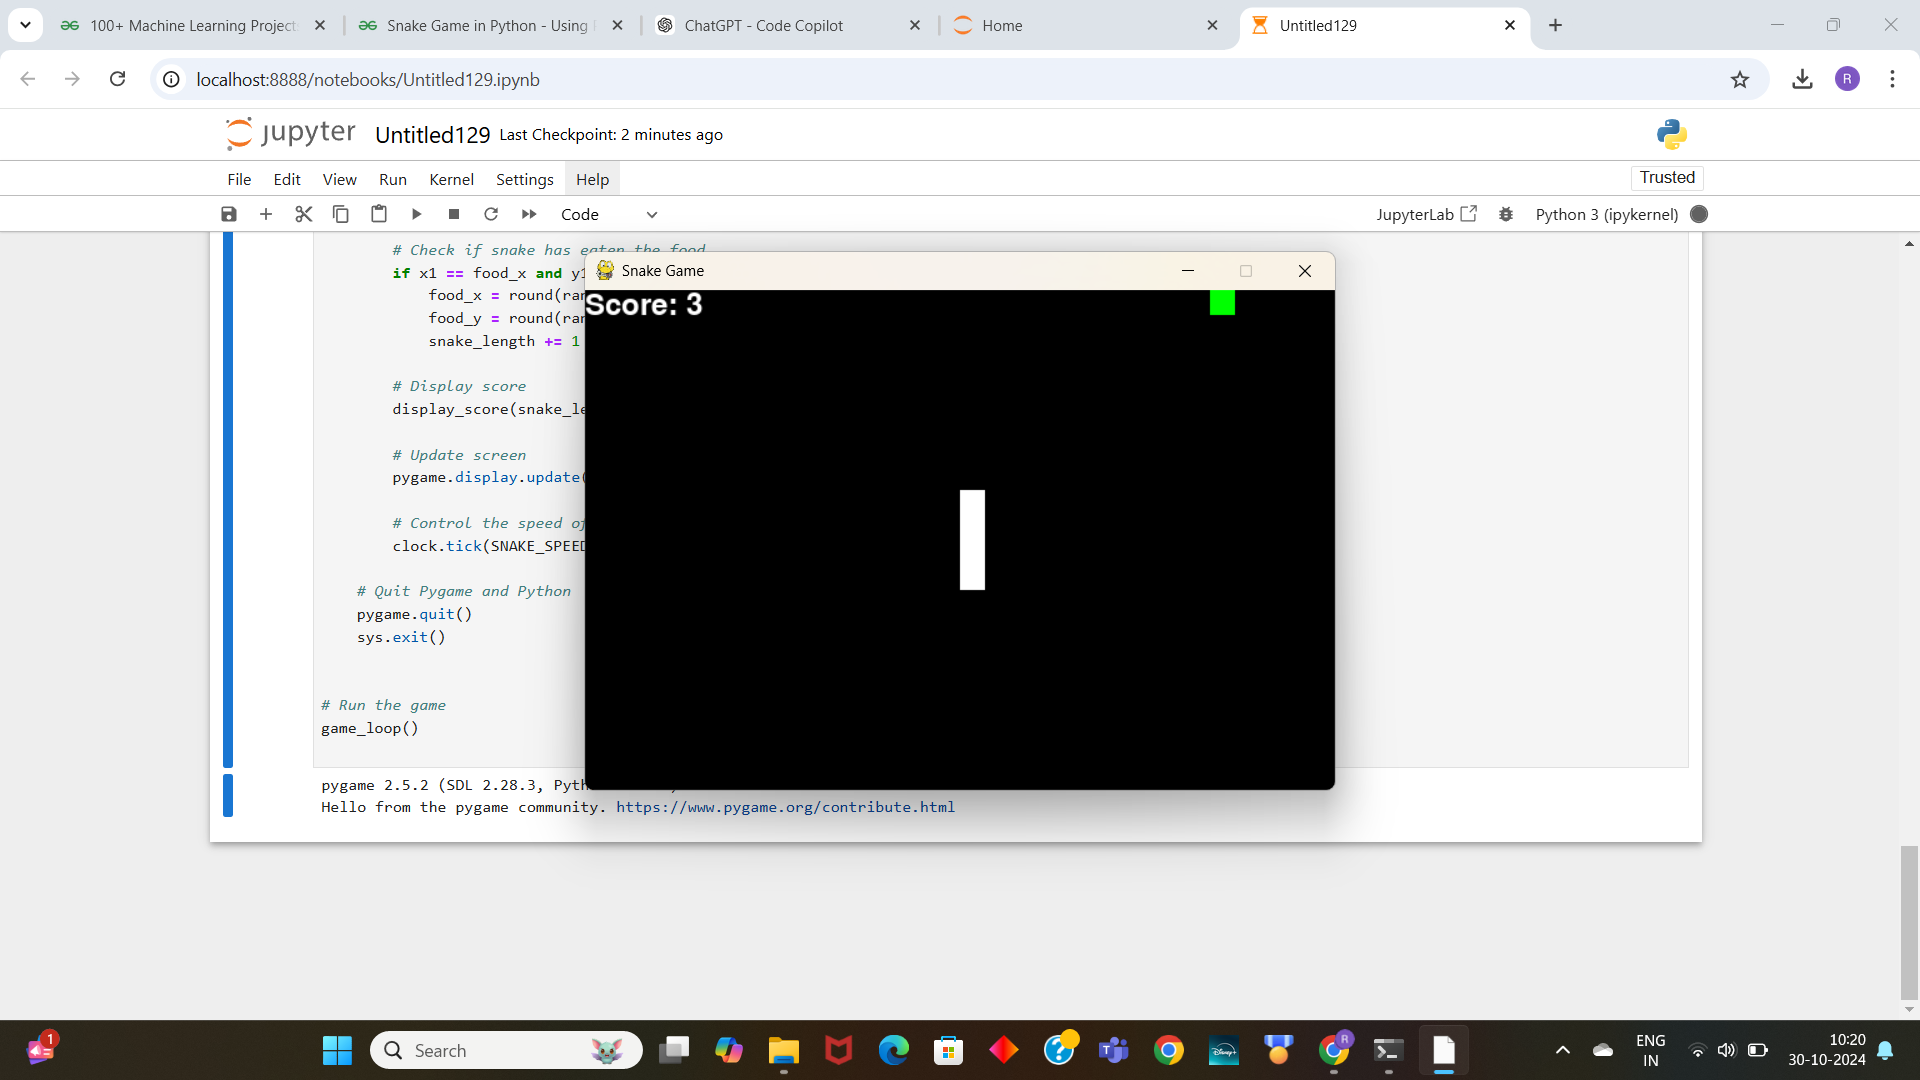 100+ Machine Learning Project
Snake Game in Python - Using
ChatGPT - Code Copilot
Home
Untitled129
localhost:8888/notebooks/Untitled129.ipynb
R
jupyter Untitled129 Last Checkpoint: 2 minutes ago
File Edit View Run Kernel Settings Help
Trusted
Code
JupyterLab
Python 3 (ipykernel)
# Check if snake has eaten the food
if x1 == food_x and y1
food_x = round(ran
food_y = round(ran
snake_length += 1
# Display score
display_score(snake_le
# Update screen
pygame.display.update(
# Control the speed of
clock.tick(SNAKE_SPEED
# Quit Pygame and Python
pygame.quit()
sys.exit()
# Run the game
game_loop()
Snake Game
Score: 3
pygame 2.5.2 (SDL 2.28.3, Pyth
Hello from the pygame community. https://www.pygame.org/contribute.html
1
Search
Disney+
R
ENG
IN
10:20
30-10-2024